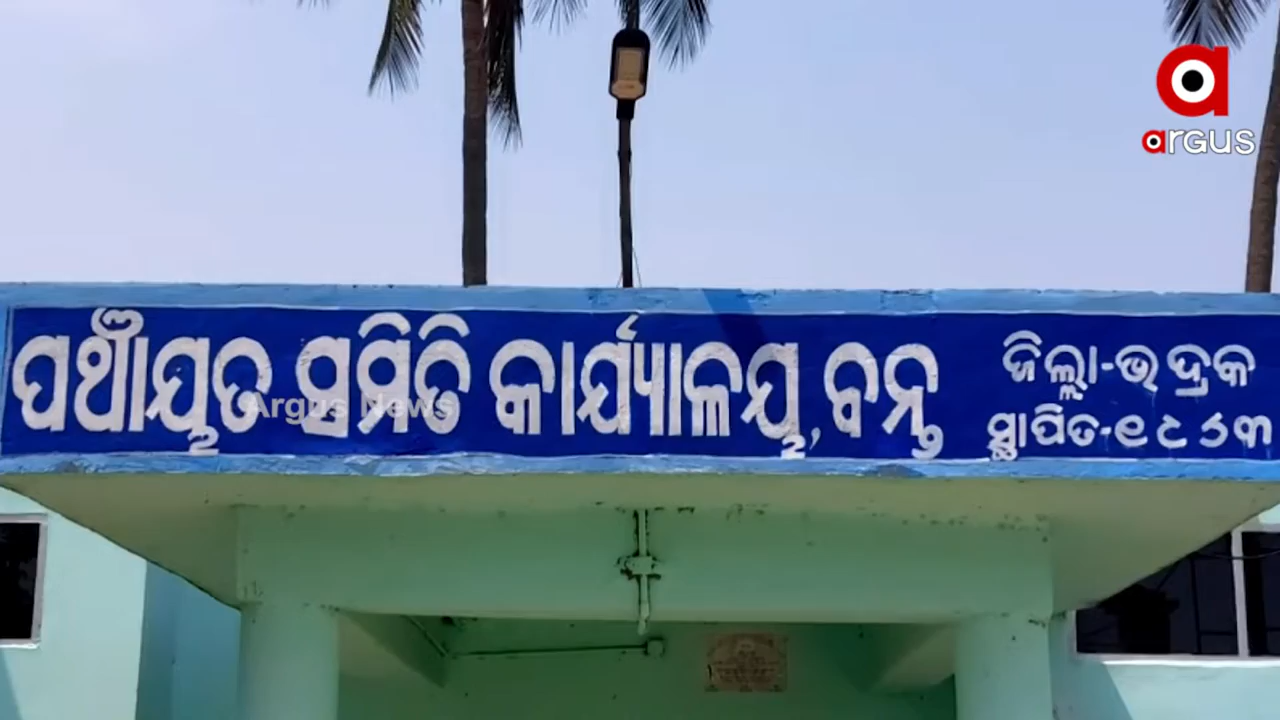 argus
ପଞ୍ଚାୟତ ସମିତି କାର୍ଯ୍ୟାଳୟ, ବନ୍ତ
Argus News
ଜିଲ୍ଲା-ଭଦ୍ରକ
ସ୍ଥାପିତ-୧୯୬୩